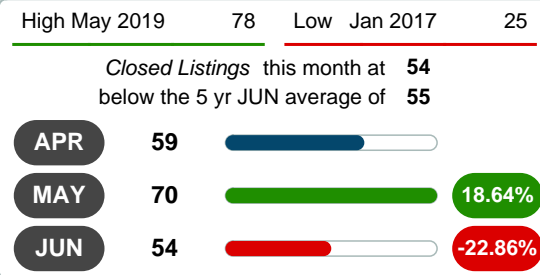 High May 2019 78 Low Jan 2017 25
Closed Listings this month at 54
below the 5 yr JUN average of 55
APR 59
MAY 70 18.64%
JUN 54 -22.86%